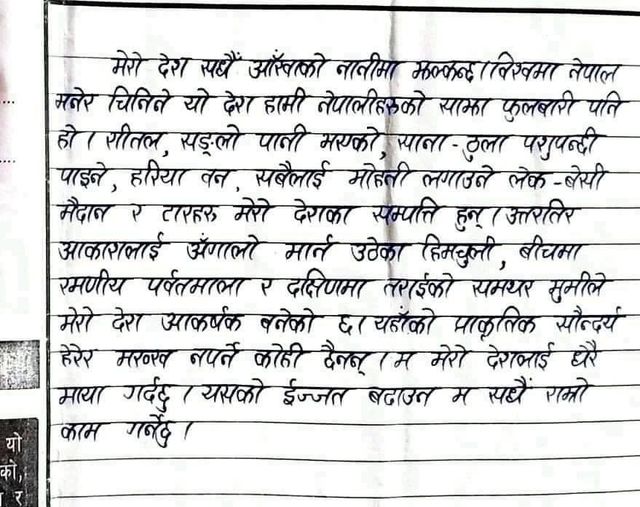 मेरो देश सधैँ आँखाको नानीमा झल्कन्छ । विश्वमा नेपाल
भनेर चिनिने यो देश हामी नेपालीहरूको साझा फुलबारी पनि
हो । शीतल, सङ्लो पानी भएको, साना-ठुला पशुपन्छी
पाइने, हरिया वन, सबैलाई मोहनी लगाउने लेक-बेसी
मैदान र टारहरु मेरो देशका सम्पत्ति हुन् । उत्तरतिर
आकाशलाई अँगालो मार्न उठेका हिमचुली, बीचमा
रमणीय पर्वतमाला र दक्षिणमा तराईको समथर भुमीले
मेरो देश आकर्षक बनेको छ । यहाँको प्राकृतिक सौन्दर्य
हेरेर मख्ख नपर्ने कोही छैनन् । म मेरो देशलाई धेरै
माया गर्दछु । यसको ईज्जत बढाउन म सधैँ राम्रो
काम गर्नेछु ।
यो
को,
र